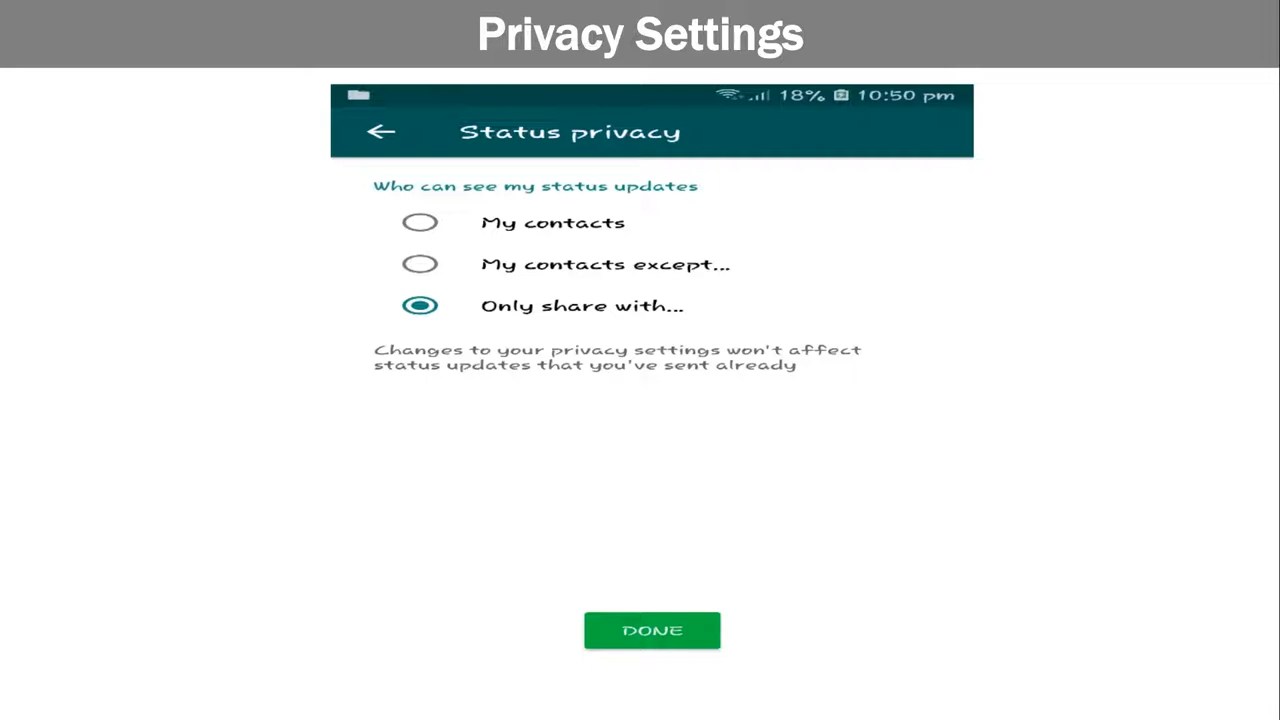 Privacy Settings
18% 10:50 pm
Status privacy
Who can see my status updates
My contacts
My contacts except...
Only share with...
Changes to your privacy settings won't affect
status updates that you've sent already
DONE